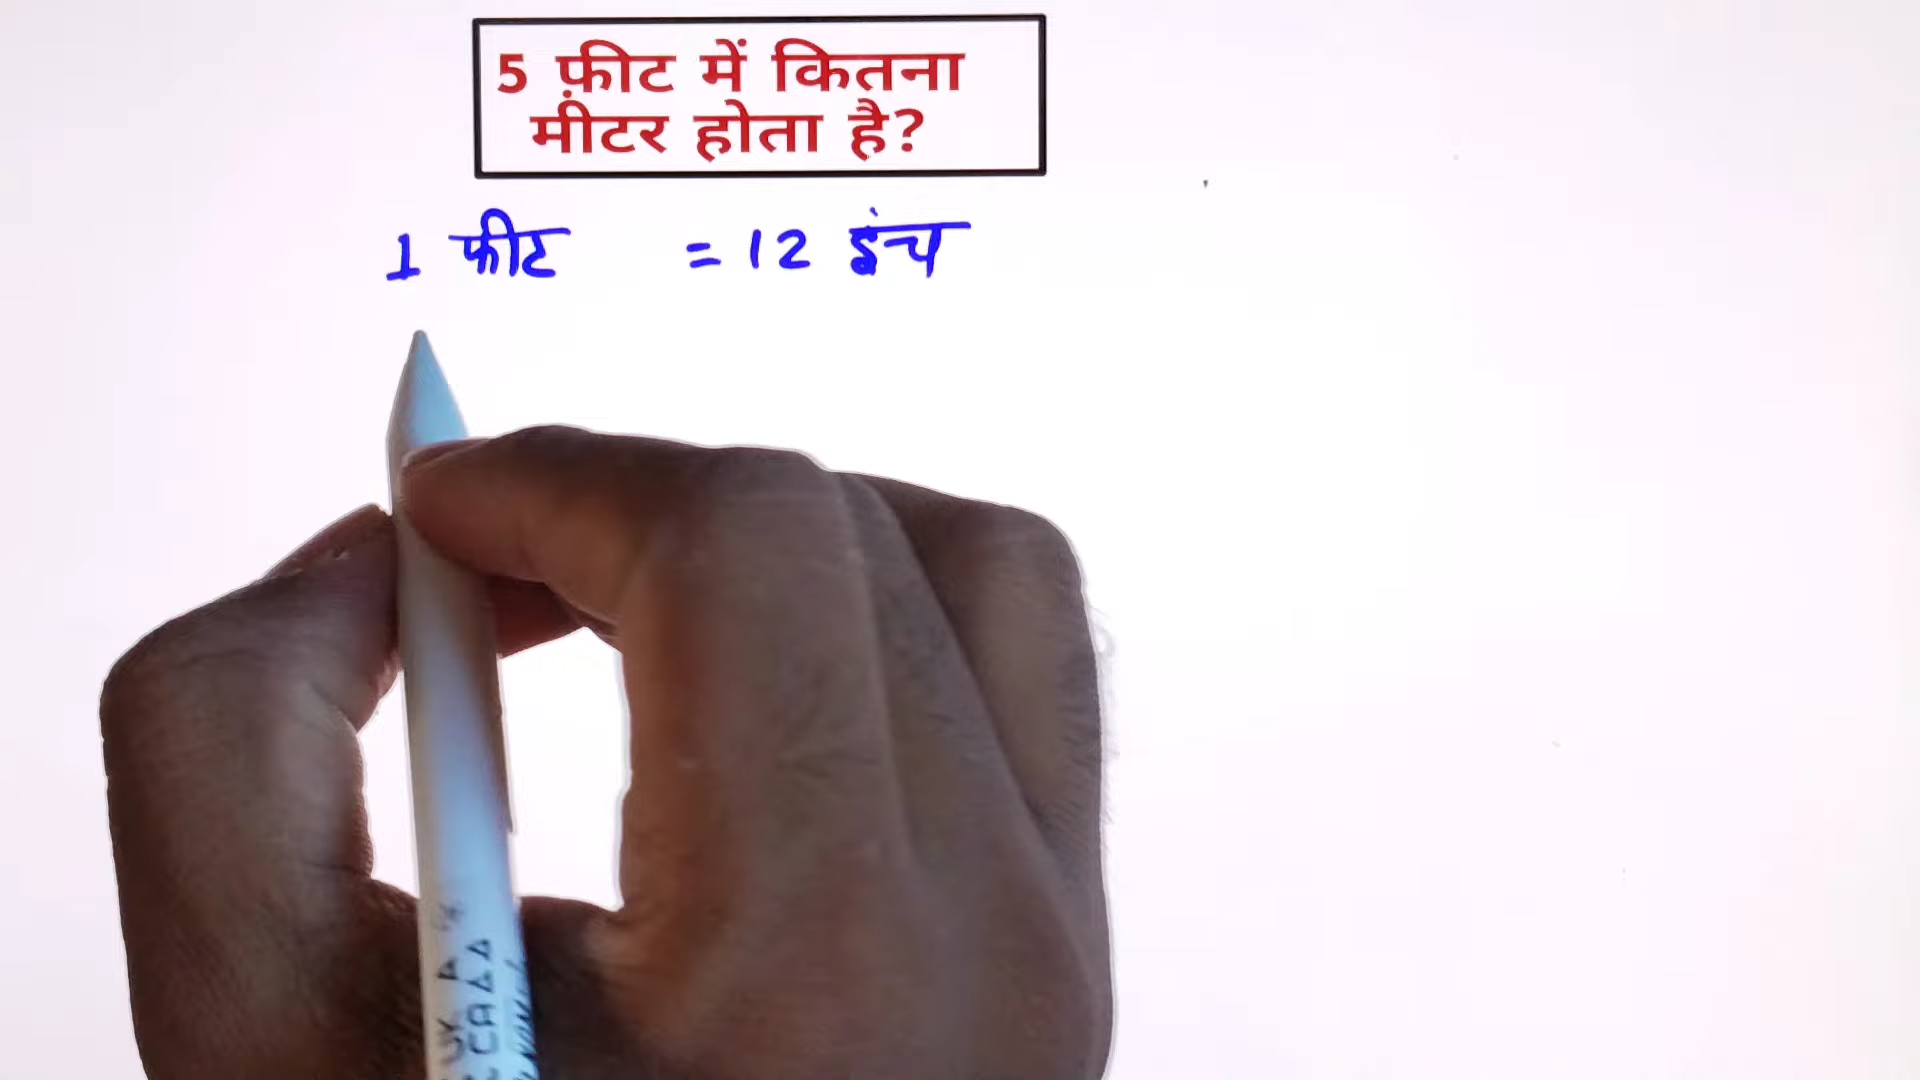 5 फ़ीट में कितना
मीटर होता है?
1 फीट = 12 इंच